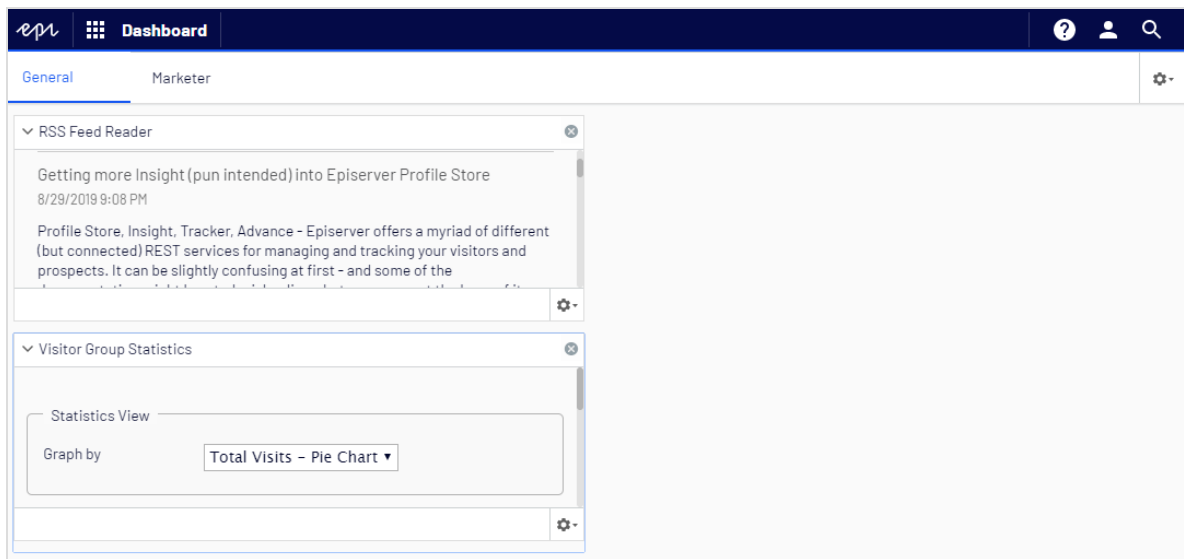 epi Dashboard
General Marketer
RSS Feed Reader
Getting more Insight (pun intended) into Episerver Profile Store
8/29/2019 9:08 PM
Profile Store, Insight, Tracker, Advance - Episerver offers a myriad of different
(but connected) REST services for managing and tracking your visitors and
prospects. It can be slightly confusing at first - and some of the
Visitor Group Statistics
Statistics View
Graph by Total Visits - Pie Chart